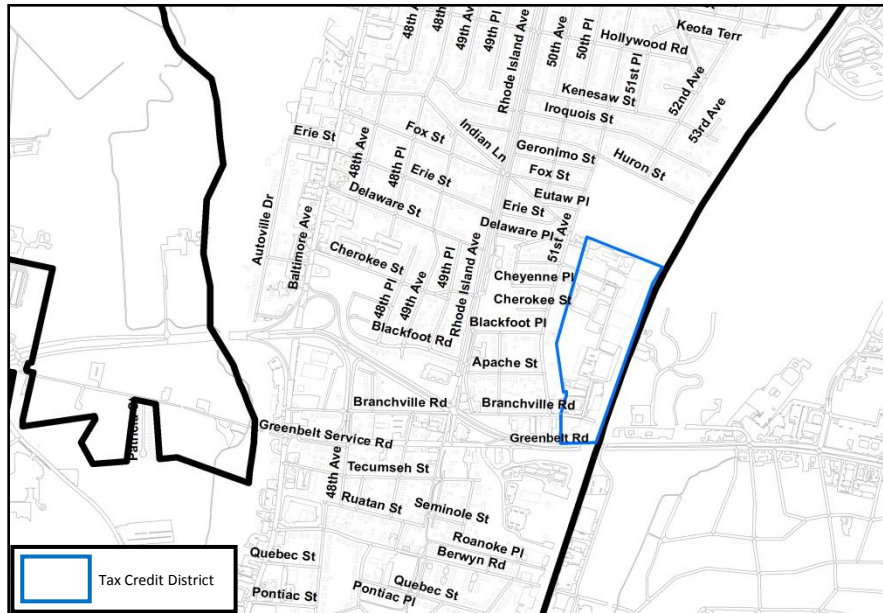 Keota Terr
Hollywood Rd
48th Ave
49th Ave
49th Pl
Rhode Island Ave
50th Ave
50th Pl
51st Pl
52nd Ave
53rd Ave
Kenesaw St
Iroquois St
Indian Ln
Erie St
48th Ave
48th Pl
Fox St
Geronimo St
Huron St
Fox St
Erie St
Eutaw Pl
Delaware St
Erie St
Delaware Pl
51st Ave
Autoville Dr
Baltimore Ave
Cherokee St
48th Pl
49th Ave
49th Pl
Rhode Island Ave
Cheyenne Pl
Cherokee St
Blackfoot Rd
Blackfoot Pl
Apache St
Branchville Rd
Branchville Rd
Greenbelt Service Rd
Greenbelt Rd
48th Ave
Tecumseh St
Ruatan St
Seminole St
Roanoke Pl
Berwyn Rd
Quebec St
Quebec St
Pontiac St
Pontiac Pl
Tax Credit District